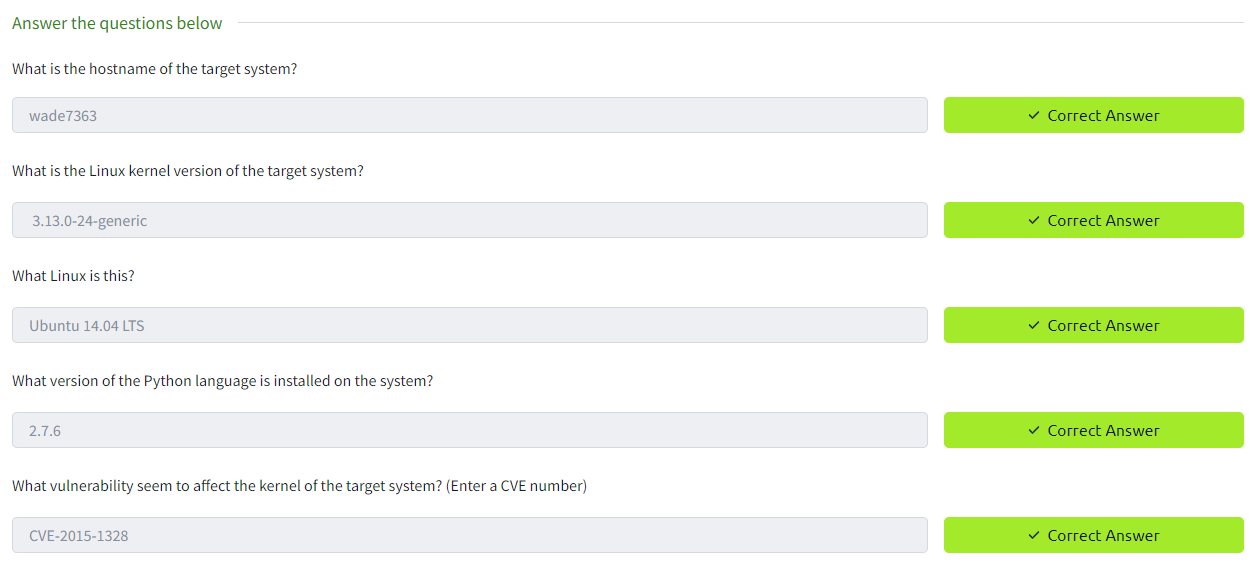 Answer the questions below
What is the hostname of the target system?
wade7363
✓ Correct Answer
What is the Linux kernel version of the target system?
3.13.0-24-generic
✓ Correct Answer
What Linux is this?
Ubuntu 14.04 LTS
✓ Correct Answer
What version of the Python language is installed on the system?
2.7.6
✓ Correct Answer
What vulnerability seem to affect the kernel of the target system? (Enter a CVE number)
CVE-2015-1328
✓ Correct Answer